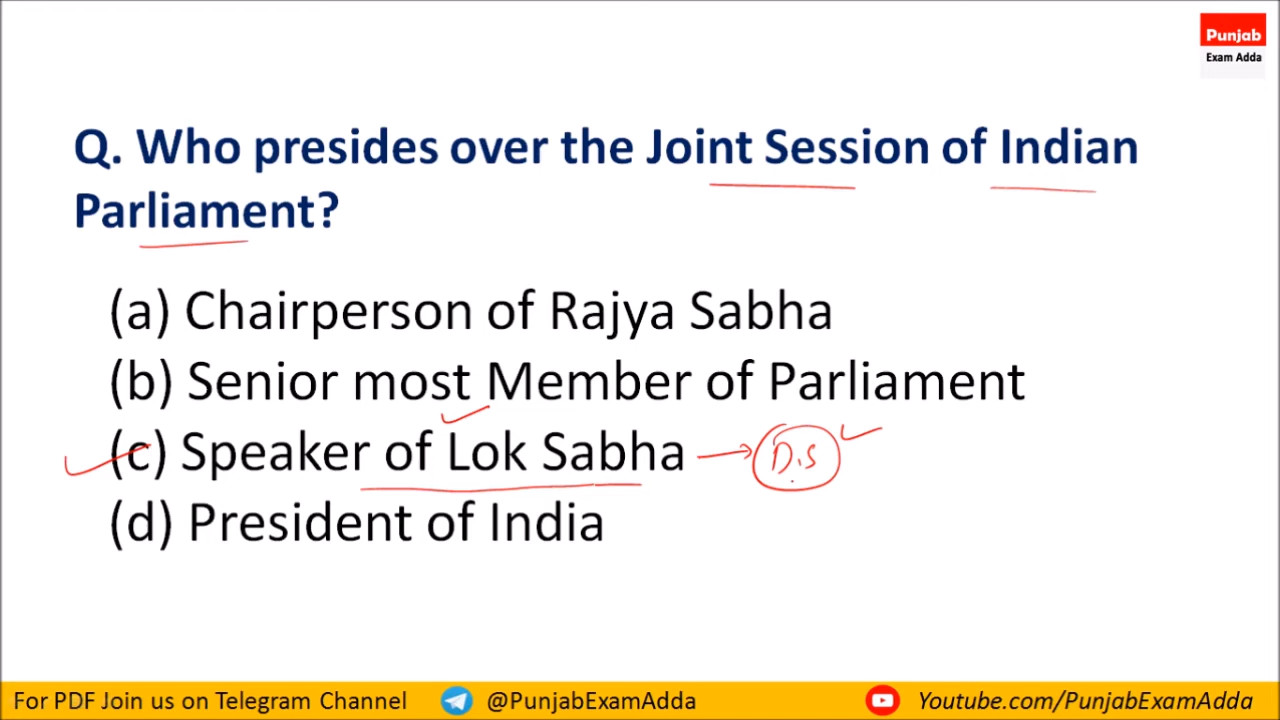 Punjab
Exam Adda
Q. Who presides over the Joint Session of Indian
Parliament?
(a) Chairperson of Rajya Sabha
(b) Senior most Member of Parliament
(c) Speaker of Lok Sabha → D.S
(d) President of India
For PDF Join us on Telegram Channel @PunjabExamAdda Youtube.com/PunjabExamAdda